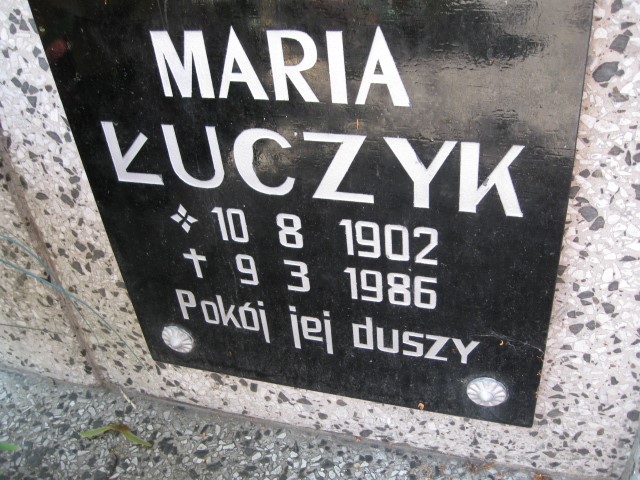 MARIA
ŁUCZYK
10 8 1902
✝ 9 3 1986
Pokój jej duszy